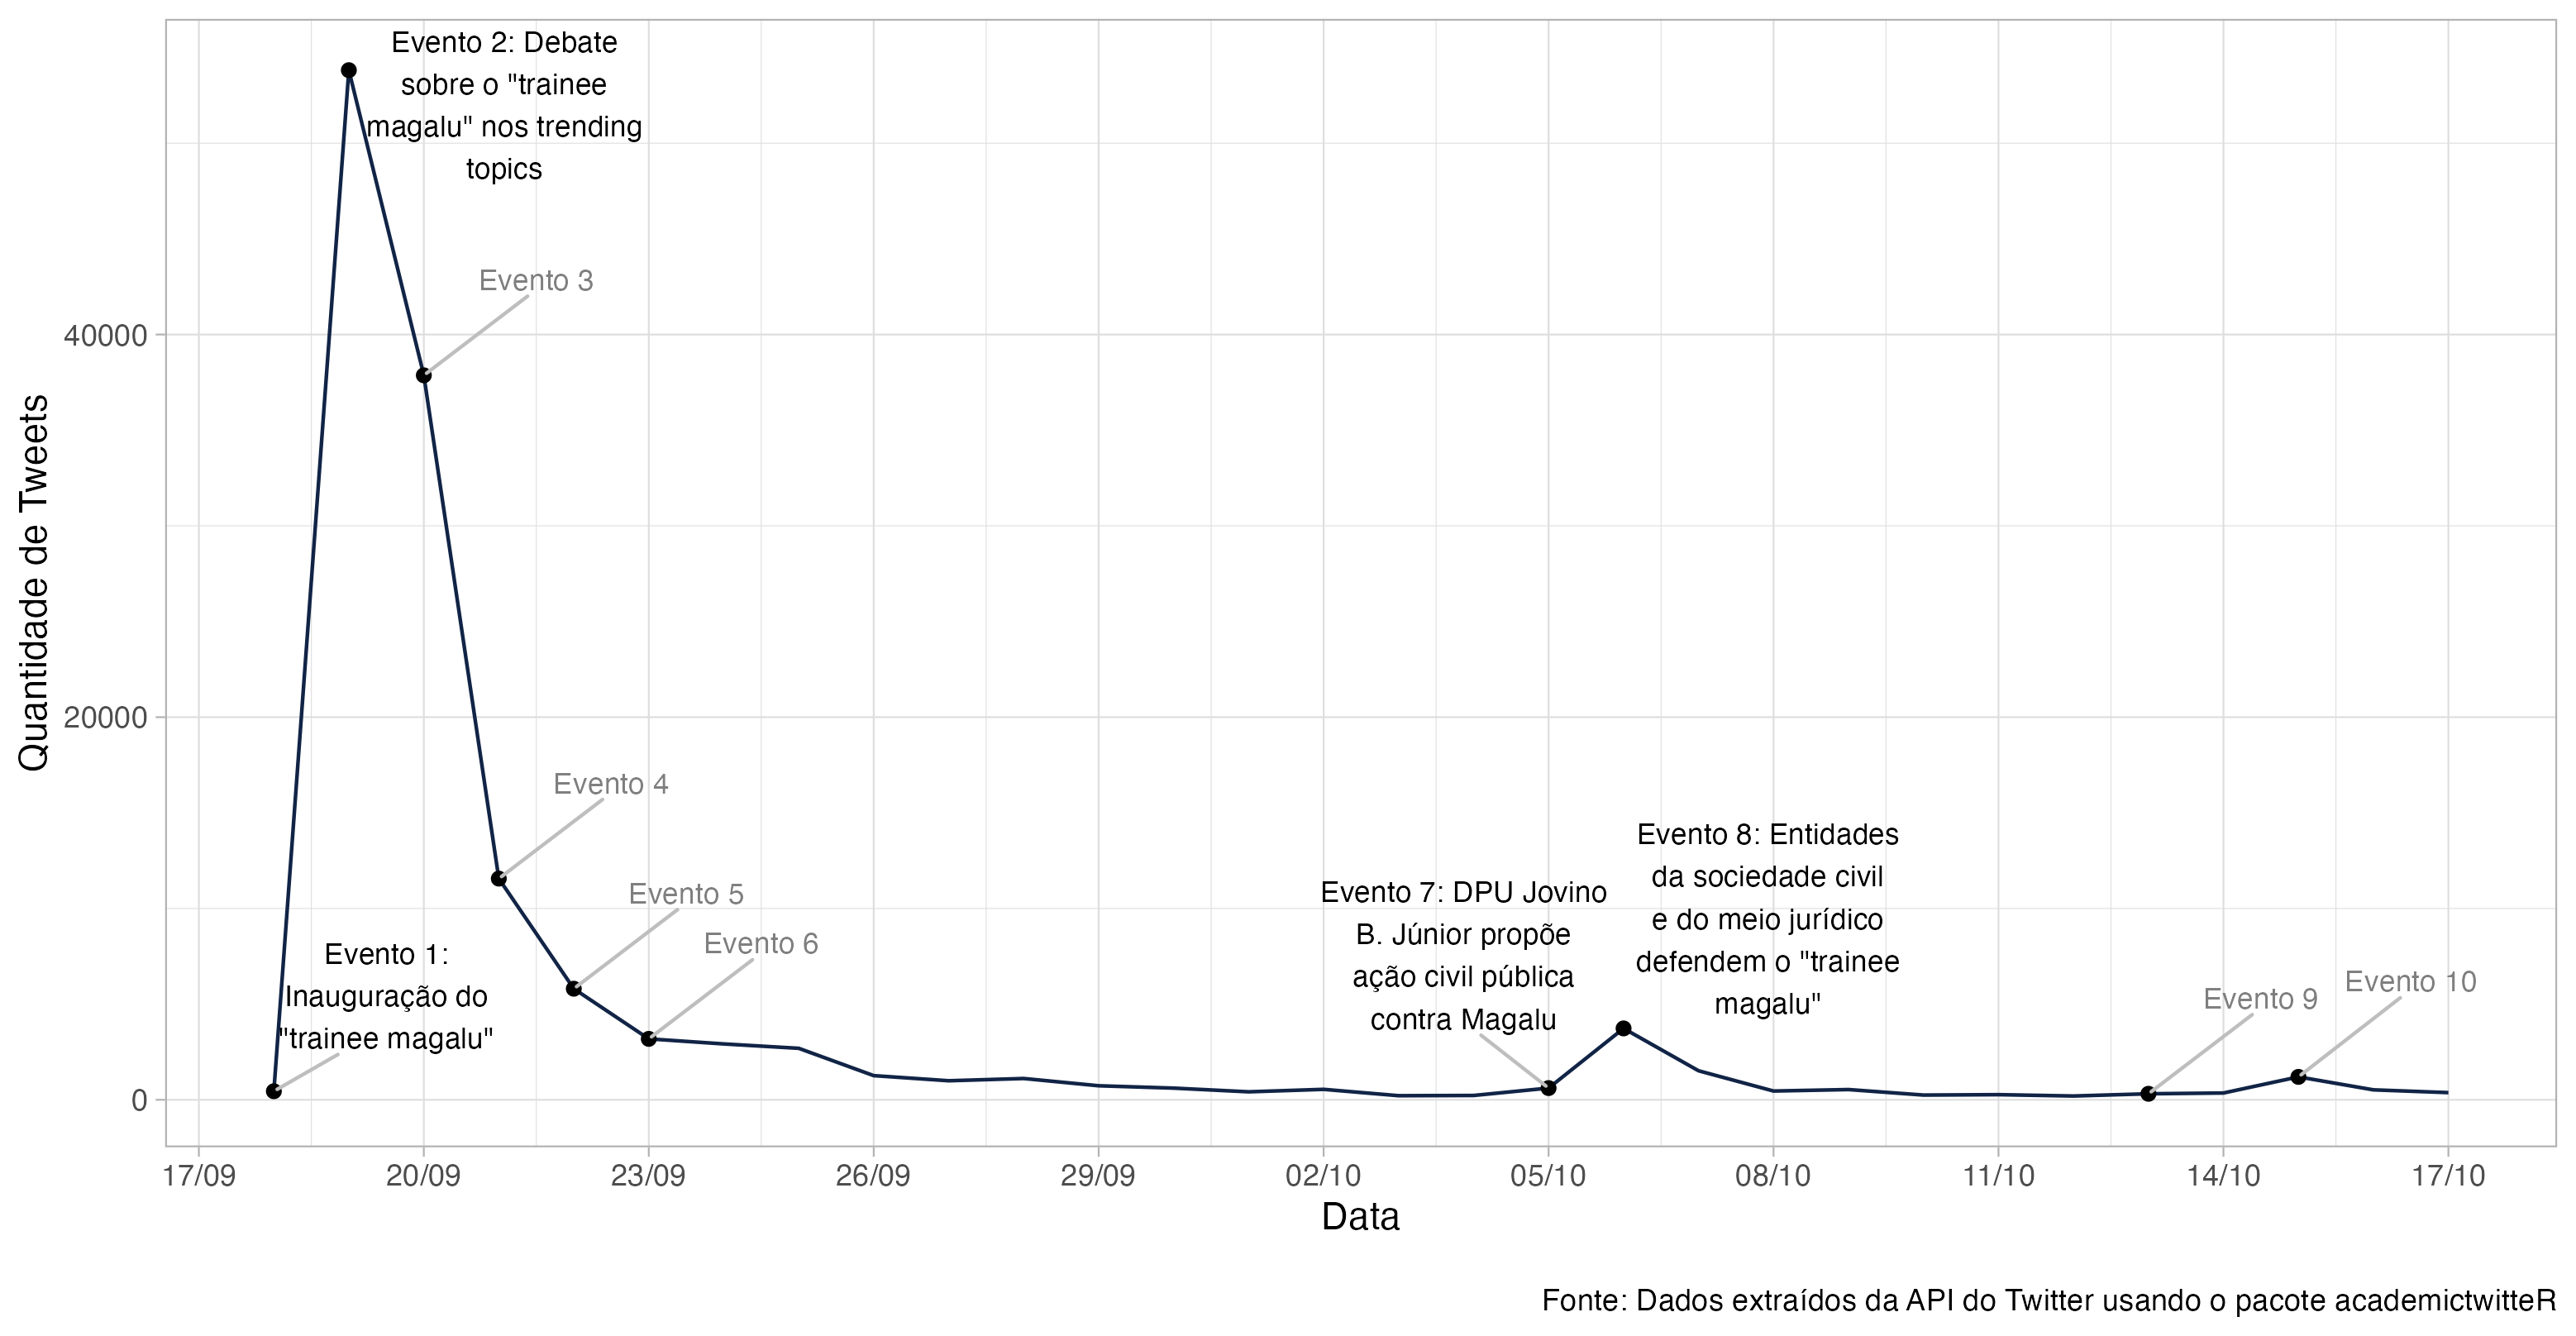 Evento 2: Debate
sobre o "trainee
magalu" nos trending
topics
Evento 3
40000
Quantidade de Tweets
20000
Evento 4
Evento 5
Evento 6
Evento 1:
Inauguração do
"trainee magalu"
Evento 7: DPU Jovino
B. Júnior propõe
ação civil pública
contra Magalu
Evento 8: Entidades
da sociedade civil
e do meio jurídico
defendem o "trainee
magalu"
Evento 9
Evento 10
0
17/09
20/09
23/09
26/09
29/09
02/10
05/10
08/10
11/10
14/10
17/10
Data
Fonte: Dados extraídos da API do Twitter usando o pacote academictwitteR